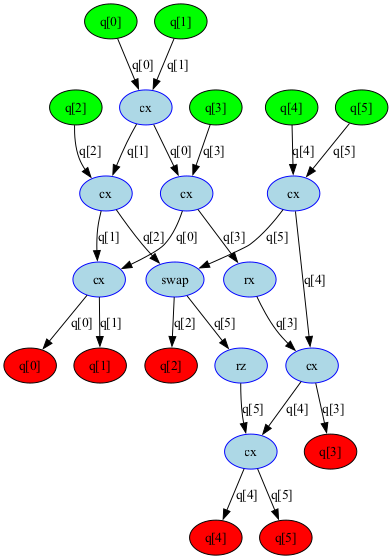 q[0] q[1]
q[0] q[1]
q[2] cx q[3] q[4] q[5]
q[2] q[1] q[0] q[3] q[4] q[5]
cx cx cx
q[1] q[2] q[0] q[3] q[5]
cx swap rx q[4]
q[0] q[1] q[2] q[5] q[3]
q[0] q[1] q[2] rz cx
q[5] q[4] q[3]
cx q[3]
q[4] q[5]
q[4] q[5]